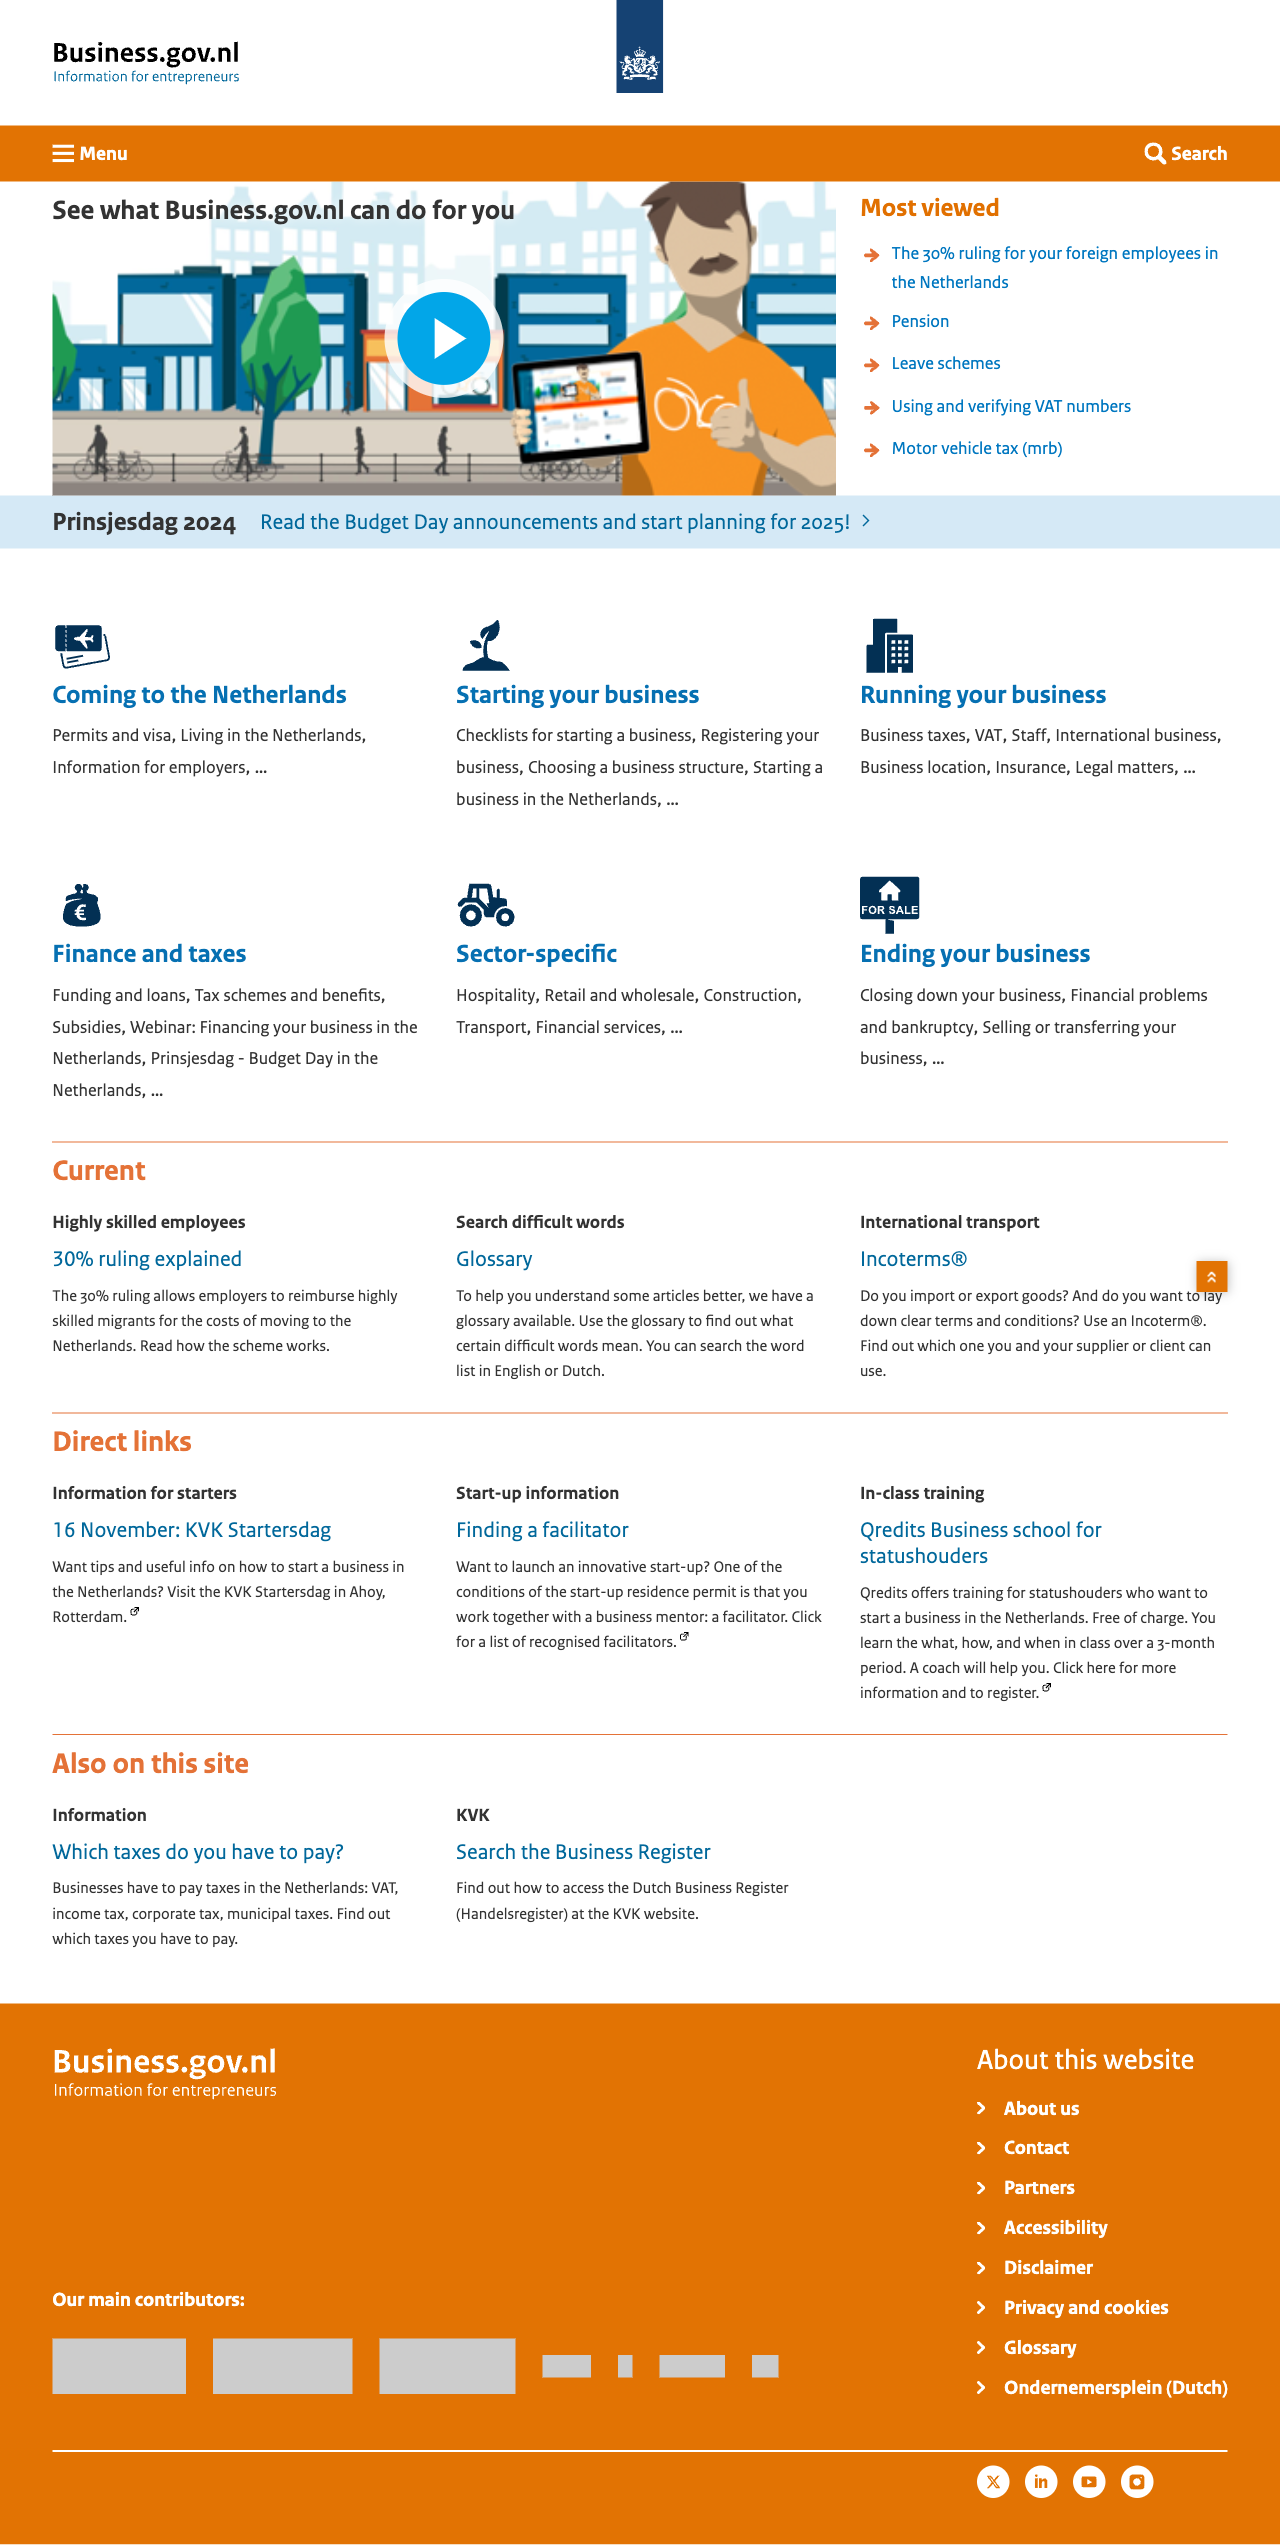 Business.gov.nl
Information for entrepreneurs
Menu
Search
See what Business.gov.nl can do for you
Most viewed
The 30% ruling for your foreign employees in
the Netherlands
Pension
Leave schemes
Using and verifying VAT numbers
Motor vehicle tax (mrb)
Prinsjesdag 2024
Read the Budget Day announcements and start planning for 2025!
Coming to the Netherlands
Permits and visa, Living in the Netherlands,
Information for employers, ...
Starting your business
Checklists for starting a business, Registering your
business, Choosing a business structure, Starting a
business in the Netherlands, ...
Running your business
Business taxes, VAT, Staff, International business,
Business location, Insurance, Legal matters, ...
Finance and taxes
Funding and loans, Tax schemes and benefits,
Subsidies, Webinar: Financing your business in the
Netherlands, Prinsjesdag - Budget Day in the
Netherlands, ...
Sector-specific
Hospitality, Retail and wholesale, Construction,
Transport, Financial services, ...
FOR SALE
Ending your business
Closing down your business, Financial problems
and bankruptcy, Selling or transferring your
business, ...
Current
Highly skilled employees
30% ruling explained
The 30% ruling allows employers to reimburse highly
skilled migrants for the costs of moving to the
Netherlands. Read how the scheme works.
Search difficult words
Glossary
To help you understand some articles better, we have a
glossary available. Use the glossary to find out what
certain difficult words mean. You can search the word
list in English or Dutch.
International transport
Incoterms®
Do you import or export goods? And do you want to lay
down clear terms and conditions? Use an Incoterm®.
Find out which one you and your supplier or client can
use.
Direct links
Information for starters
16 November: KVK Startersdag
Want tips and useful info on how to start a business in
the Netherlands? Visit the KVK Startersdag in Ahoy,
Rotterdam.
Start-up information
Finding a facilitator
Want to launch an innovative start-up? One of the
conditions of the start-up residence permit is that you
work together with a business mentor: a facilitator. Click
for a list of recognised facilitators.
In-class training
Qredits Business school for
statushouders
Qredits offers training for statushouders who want to
start a business in the Netherlands. Free of charge. You
learn the what, how, and when in class over a 3-month
period. A coach will help you. Click here for more
information and to register.
Also on this site
Information
Which taxes do you have to pay?
Businesses have to pay taxes in the Netherlands: VAT,
income tax, corporate tax, municipal taxes. Find out
which taxes you have to pay.
KVK
Search the Business Register
Find out how to access the Dutch Business Register
(Handelsregister) at the KVK website.
Business.gov.nl
Information for entrepreneurs
Our main contributors:
About this website
About us
Contact
Partners
Accessibility
Disclaimer
Privacy and cookies
Glossary
Ondernemersplein (Dutch)